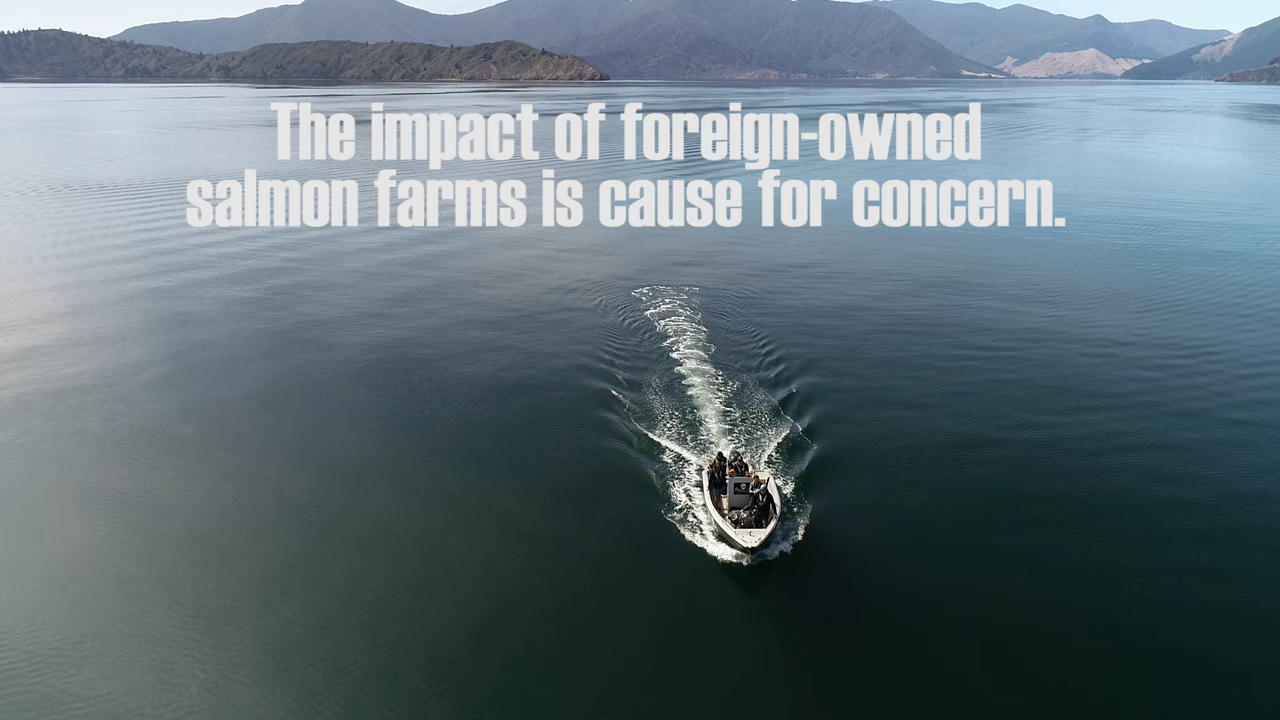 The impact of foreign-owned
salmon farms is cause for concern.